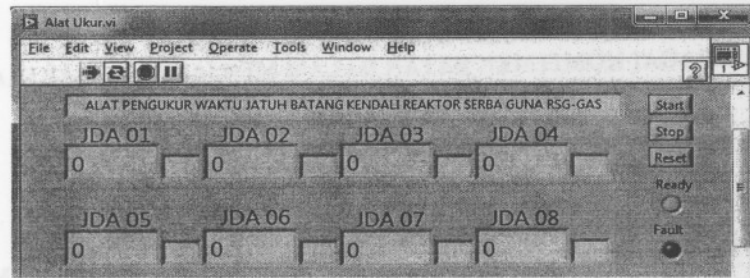 Alat Ukur.vi
File Edit View Project Operate Tools Window Help
ALAT PENGUKUR WAKTU JATUH BATANG KENDALI REAKTOR SERBA GUNA RSG-GAS
Start
JDA 01 JDA 02 JDA 03 JDA 04
Stop
0 0 0 0
Reset
Ready
JDA 05 JDA 06 JDA 07 JDA 08
Fault
0 0 0 0